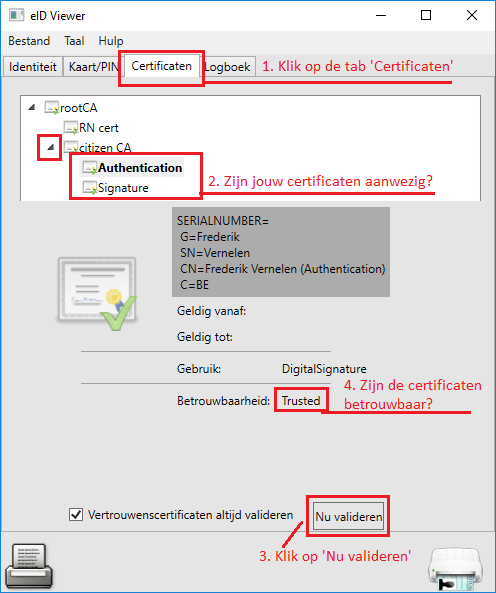 eID Viewer
Bestand Taal Hulp
Identiteit Kaart/PIN Certificaten Logboek
1. Klik op de tab 'Certificaten'
rootCA
RN cert
citizen CA
Authentication
Signature
2. Zijn jouw certificaten aanwezig?
SERIALNUMBER=
G=Frederik
SN=Vernelen
CN=Frederik Vernelen (Authentication)
C=BE
Geldig vanaf:
Geldig tot:
Gebruik: DigitalSignature
Betrouwbaarheid: Trusted
4. Zijn de certificaten
betrouwbaar?
Vertrouwenscertificaten altijd valideren
Nu valideren
3. Klik op 'Nu valideren'